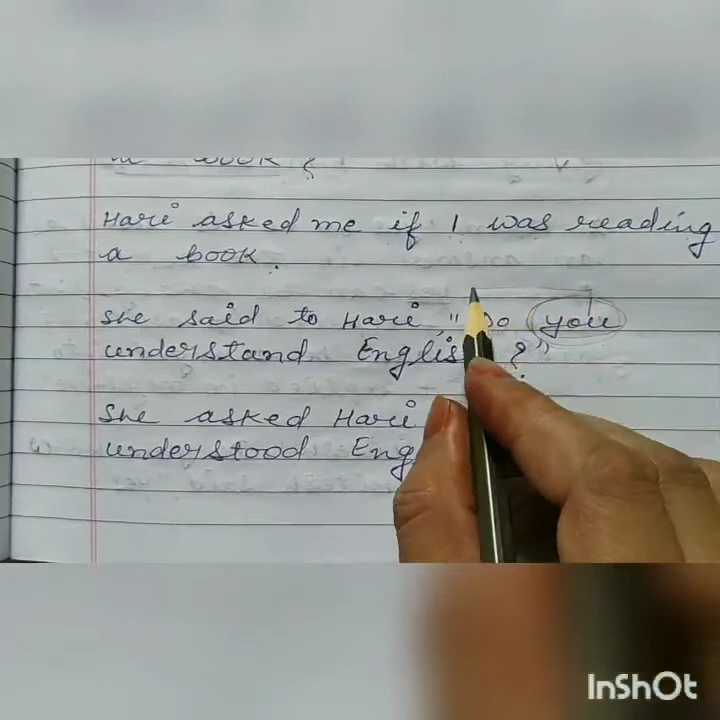 Hari asked me if I was reading
a book.
She said to Hari, " Do you
understand English ?"
She asked Hari
understood Eng
InShOt